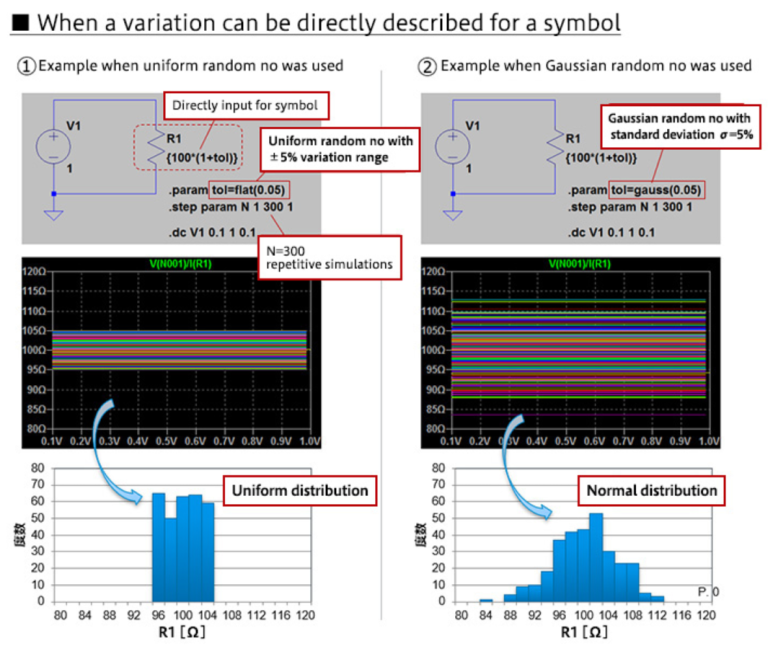 ■ When a variation can be directly described for a symbol
① Example when uniform random no was used
Directly input for symbol
V1
1
R1
{100*(1+tol)}
Uniform random no with
±5% variation range
.param tol=flat(0.05)
.step param N 1 300 1
.dc V1 0.1 1 0.1
N=300
repetitive simulations
V(N001)/I(R1)
120Ω
115Ω
110Ω
105Ω
100Ω
95Ω
90Ω
85Ω
80Ω
0.1V 0.2V 0.3V 0.4V 0.5V 0.6V 0.7V 0.8V 0.9V 1.0V
Uniform distribution
度数
80
70
60
50
40
30
20
10
0
80 84 88 92 96 100 104 108 112 116 120
R1 [Ω]
② Example when Gaussian random no was used
Gaussian random no with
standard deviation σ=5%
V1
1
R1
{100*(1+tol)}
.param tol=gauss(0.05)
.step param N 1 300 1
.dc V1 0.1 1 0.1
V(N001)/I(R1)
120Ω
115Ω
110Ω
105Ω
100Ω
95Ω
90Ω
85Ω
80Ω
0.1V 0.2V 0.3V 0.4V 0.5V 0.6V 0.7V 0.8V 0.9V 1.0V
Normal distribution
度数
80
70
60
50
40
30
20
10
0
P. 0
80 84 88 92 96 100 104 108 112 116 120
R1 [Ω]